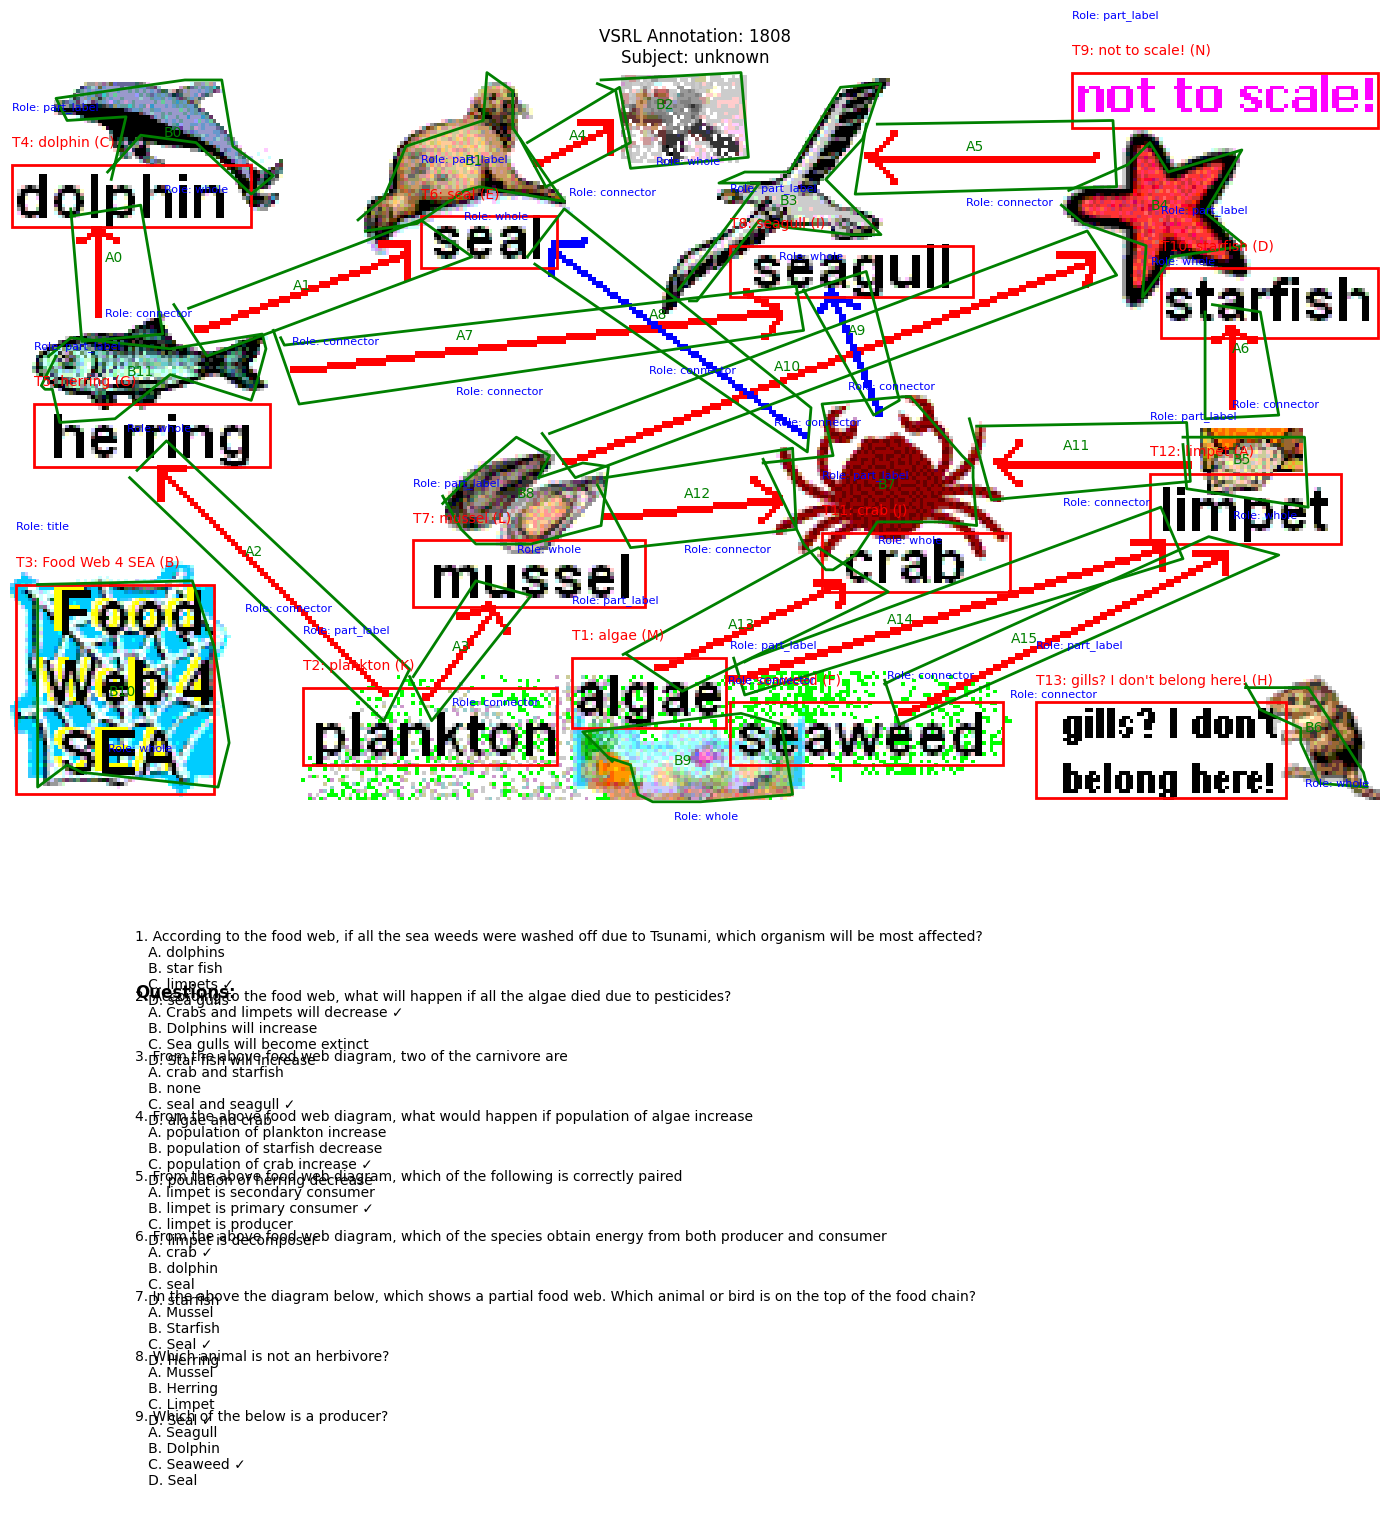 VSRL Annotation: 1808
Subject: unknown
Role: part_label
T9: not to scale! (N)
not to scale!
Role: part_label
T4: dolphin (C)
dolphin
B0
Role: whole
B1
Role: part_label
T6: seal (E)
Role: whole
seal
A4
Role: connector
B2
Role: whole
Role: part_label
B3
T8: seagull (I)
Role: whole
seagull
A5
Role: connector
B4
Role: part_label
T10: starfish (D)
Role: whole
starfish
A0
Role: connector
A1
Role: connector
A7
Role: connector
A8
Role: connector
A9
Role: connector
A10
Role: connector
A6
Role: connector
Role: part_label
B11
T5: herring (G)
Role: whole
herring
Role: part_label
B8
T7: mussel (L)
Role: whole
mussel
A12
Role: connector
Role: part_label
B7
T11: crab (J)
Role: whole
crab
A11
Role: connector
Role: part_label
T12: limpet (A)
B5
limpet
Role: whole
Role: title
T3: Food Web 4 SEA (B)
Food
Web 4
SEA
B10
Role: whole
A2
Role: connector
Role: part_label
T2: plankton (K)
plankton
A3
Role: connector
Role: part_label
T1: algae (M)
algae
A13
Role: connector
Role: part_label
T14: seaweed (F)
seaweed
B9
Role: whole
A14
Role: connector
A15
Role: connector
Role: part_label
T13: gills? I don't belong here! (H)
gills? I don't
belong here!
B6
Role: whole
Questions:
1. According to the food web, if all the sea weeds were washed off due to Tsunami, which organism will be most affected?
A. dolphins
B. star fish
C. limpets ✓
D. sea gulls
2. According to the food web, what will happen if all the algae died due to pesticides?
A. Crabs and limpets will decrease ✓
B. Dolphins will increase
C. Sea gulls will become extinct
D. Star fish will increase
3. From the above food web diagram, two of the carnivore are
A. crab and starfish
B. none
C. seal and seagull ✓
D. algae and crab
4. From the above food web diagram, what would happen if population of algae increase
A. population of plankton increase
B. population of starfish decrease
C. population of crab increase ✓
D. poulation of herring decrease
5. From the above food web diagram, which of the following is correctly paired
A. limpet is secondary consumer
B. limpet is primary consumer ✓
C. limpet is producer
D. limpet is decomposer
6. From the above food web diagram, which of the species obtain energy from both producer and consumer
A. crab ✓
B. dolphin
C. seal
D. starfish
7. In the above the diagram below, which shows a partial food web. Which animal or bird is on the top of the food chain?
A. Mussel
B. Starfish
C. Seal ✓
D. Herring
8. Which animal is not an herbivore?
A. Mussel
B. Herring
C. Limpet
D. Seal ✓
9. Which of the below is a producer?
A. Seagull
B. Dolphin
C. Seaweed ✓
D. Seal